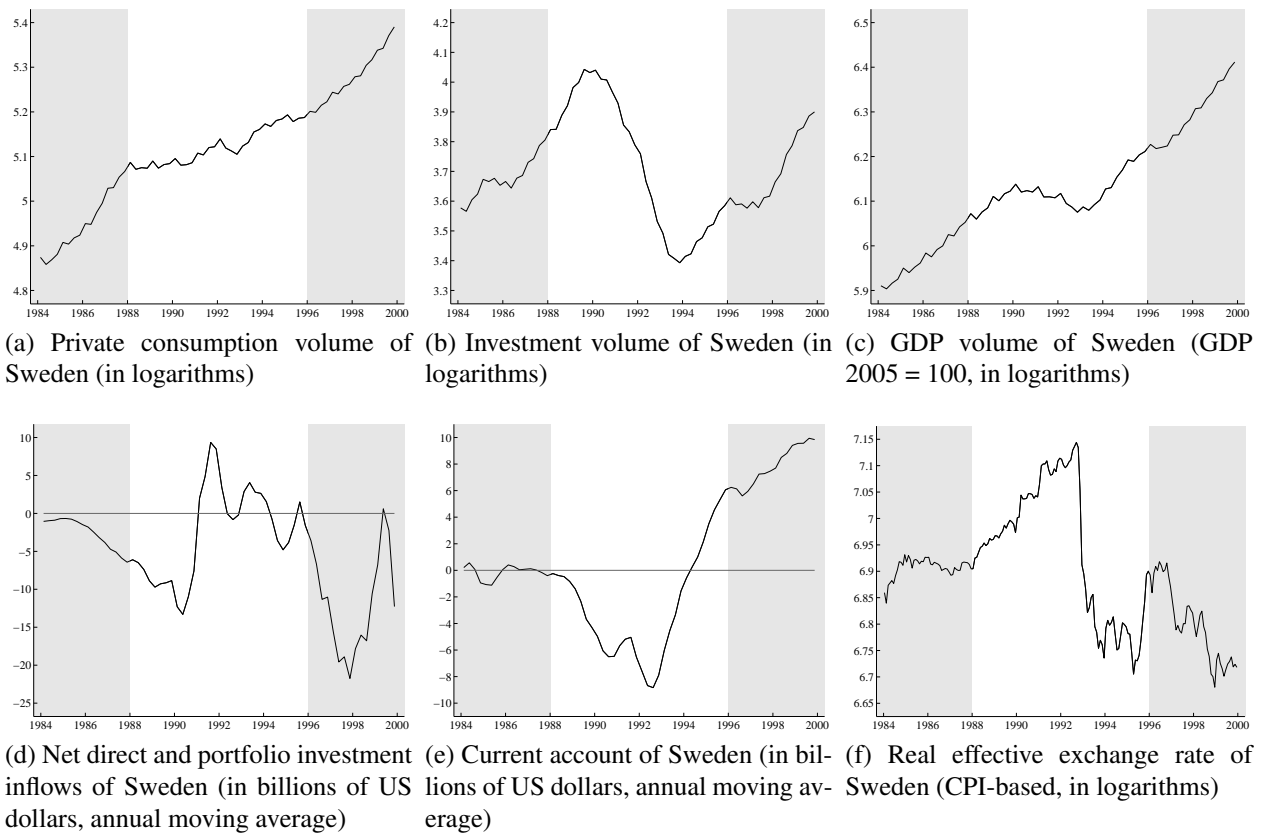 5.4
5.3
5.2
5.1
5
4.9
4.8
1984 1986 1988 1990 1992 1994 1996 1998 2000
4.2
4.1
4
3.9
3.8
3.7
3.6
3.5
3.4
3.3
1984 1986 1988 1990 1992 1994 1996 1998 2000
6.5
6.4
6.3
6.2
6.1
6
5.9
1984 1986 1988 1990 1992 1994 1996 1998 2000
(a) Private consumption volume of
Sweden (in logarithms)
(b) Investment volume of Sweden (in
logarithms)
(c) GDP volume of Sweden (GDP
2005 = 100, in logarithms)
10
5
0
−5
−10
−15
−20
−25
1984 1986 1988 1990 1992 1994 1996 1998 2000
10
8
6
4
2
0
−2
−4
−6
−8
−10
1984 1986 1988 1990 1992 1994 1996 1998 2000
7.15
7.1
7.05
7
6.95
6.9
6.85
6.8
6.75
6.7
6.65
1984 1986 1988 1990 1992 1994 1996 1998 2000
(d) Net direct and portfolio investment
inflows of Sweden (in billions of US
dollars, annual moving average)
(e) Current account of Sweden (in bil-
lions of US dollars, annual moving av-
erage)
(f) Real effective exchange rate of
Sweden (CPI-based, in logarithms)